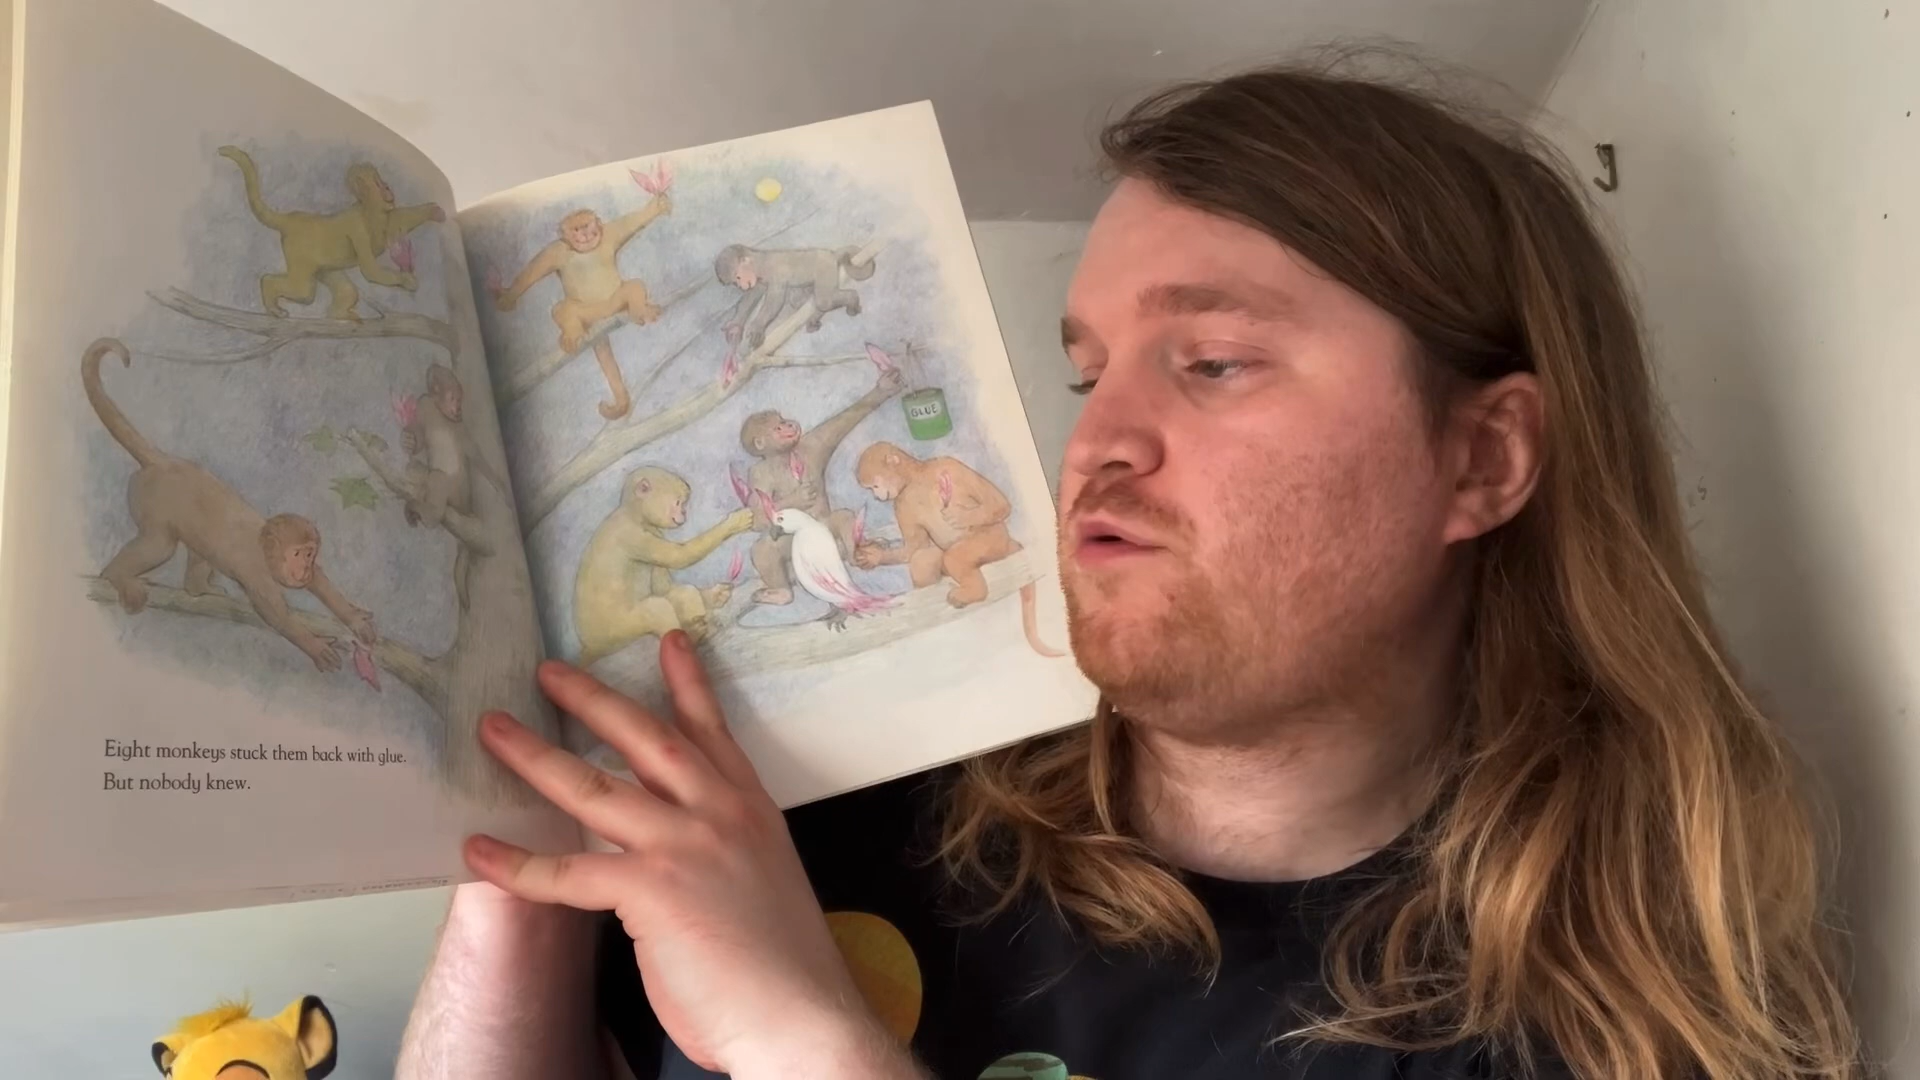 GLUE
Eight monkeys stuck them back with glue.
But nobody knew.